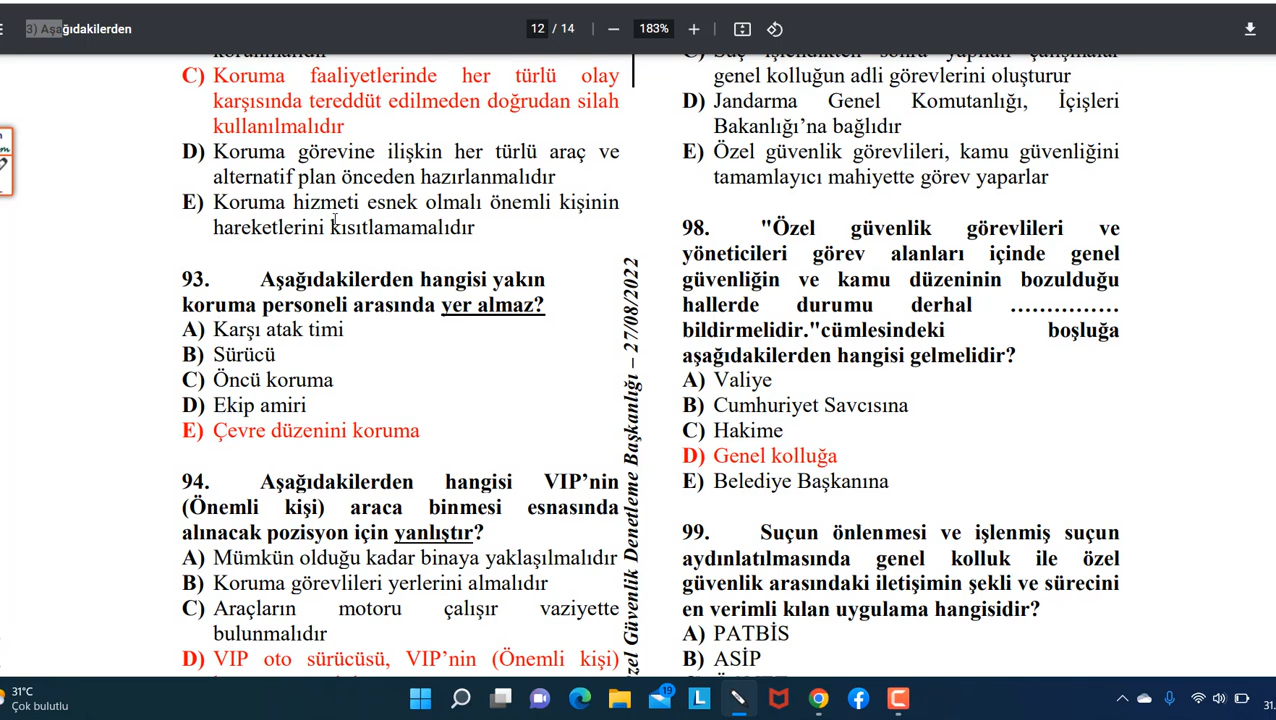 3) Aşağıdakilerden
12 / 14
183%
C) Koruma faaliyetlerinde her türlü olay
karşısında tereddüt edilmeden doğrudan silah
kullanılmalıdır
D) Koruma görevine ilişkin her türlü araç ve
alternatif plan önceden hazırlanmalıdır
E) Koruma hizmeti esnek olmalı önemli kişinin
hareketlerini kısıtlamamalıdır
93. Aşağıdakilerden hangisi yakın
koruma personeli arasında yer almaz?
A) Karşı atak timi
B) Sürücü
C) Öncü koruma
D) Ekip amiri
E) Çevre düzenini koruma
94. Aşağıdakilerden hangisi VIP’nin
(Önemli kişi) araca binmesi esnasında
alınacak pozisyon için yanlıştır?
A) Mümkün olduğu kadar binaya yaklaşılmalıdır
B) Koruma görevlileri yerlerini almalıdır
C) Araçların motoru çalışır vaziyette
bulunmalıdır
D) VIP oto sürücüsü, VIP’nin (Önemli kişi)
zel Güvenlik Denetleme Başkanlığı – 27/08/2022
genel kolluğun adli görevlerini oluşturur
D) Jandarma Genel Komutanlığı, İçişleri
Bakanlığı’na bağlıdır
E) Özel güvenlik görevlileri, kamu güvenliğini
tamamlayıcı mahiyette görev yaparlar
98. "Özel güvenlik görevlileri ve
yöneticileri görev alanları içinde genel
güvenliğin ve kamu düzeninin bozulduğu
hallerde durumu derhal ……………
bildirmelidir."cümlesindeki boşluğa
aşağıdakilerden hangisi gelmelidir?
A) Valiye
B) Cumhuriyet Savcısına
C) Hakime
D) Genel kolluğa
E) Belediye Başkanına
99. Suçun önlenmesi ve işlenmiş suçun
aydınlatılmasında genel kolluk ile özel
güvenlik arasındaki iletişimin şekli ve sürecini
en verimli kılan uygulama hangisidir?
A) PATBİS
B) ASİP
31°C
Çok bulutlu
19
31.